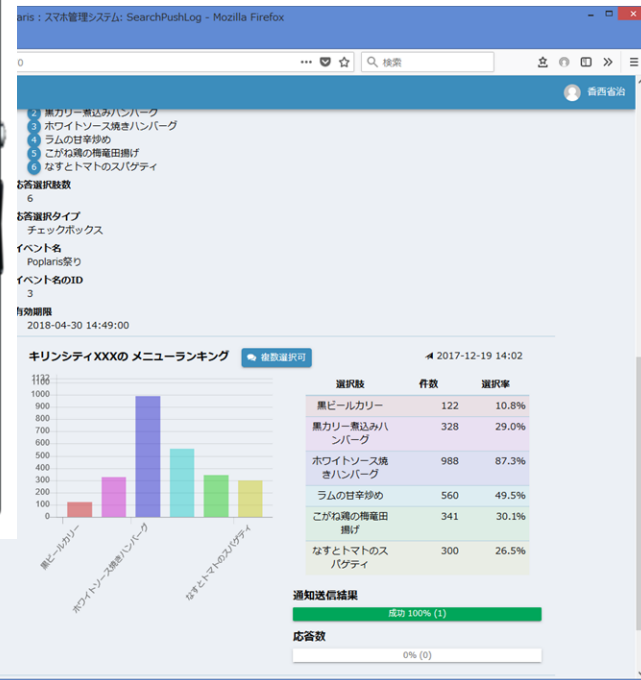 aris : スマホ管理システム: SearchPushLog - Mozilla Firefox
0
検索
香西省治
2 黒カリー煮込みハンバーグ
3 ホワイトソース焼きハンバーグ
4 ラムの甘辛炒め
5 こがね鶏の梅竜田揚げ
6 なすとトマトのスパゲティ
応答選択肢数
6
応答選択タイプ
チェックボックス
イベント名
Poplaris祭り
イベント名のID
3
有効期限
2018-04-30 14:49:00
キリンシティXXXの メニューランキング
複数選択可
2017-12-19 14:02
1132
1100
1000
900
800
700
600
500
400
300
200
100
0
黒ビールカリー
ホワイトソース焼きハンバーグ
なすとトマトのスパゲティ
選択肢 件数 選択率
黒ビールカリー 122 10.8%
黒カリー煮込みハ 328 29.0%
ンバーグ
ホワイトソース焼 988 87.3%
きハンバーグ
ラムの甘辛炒め 560 49.5%
こがね鶏の梅竜田 341 30.1%
揚げ
なすとトマトのス 300 26.5%
パゲティ
通知送信結果
成功 100% (1)
応答数
0% (0)